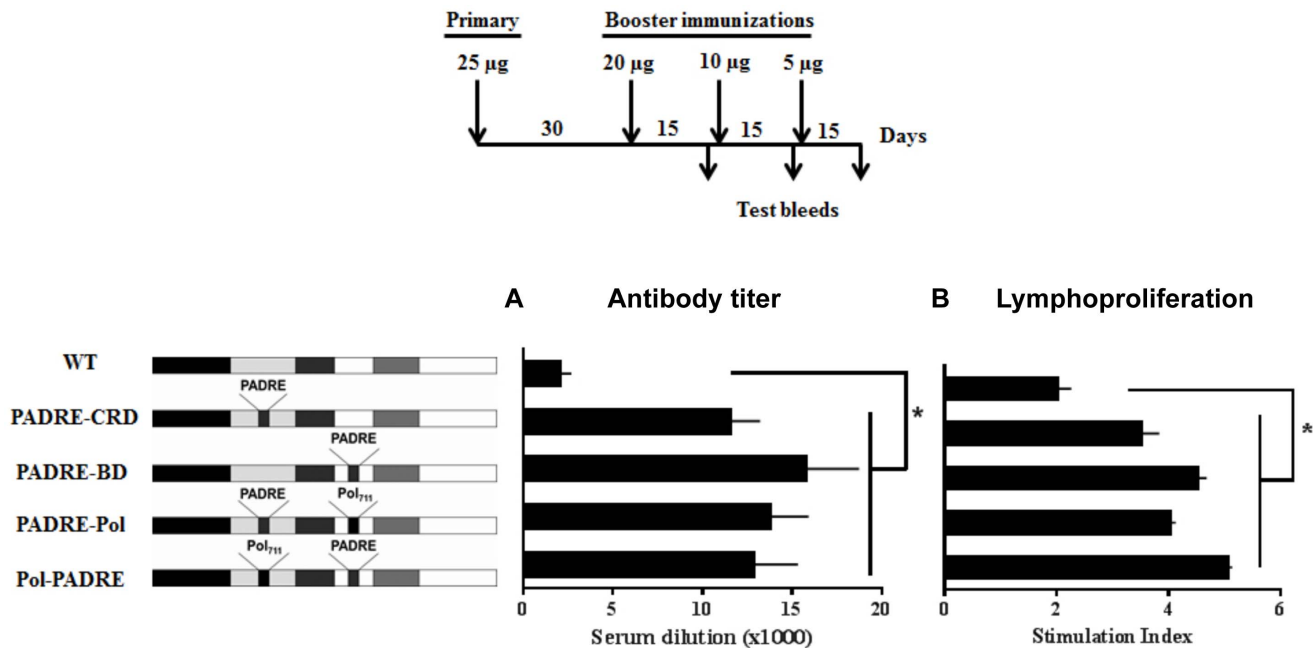 Primary Booster immunizations
25 µg 20 µg 10 µg 5 µg
30 15 15 15 Days
Test bleeds
A Antibody titer B Lymphoproliferation
WT
PADRE
PADRE-CRD
*
*
PADRE
PADRE-BD
PADRE Pol711
PADRE-Pol
Pol711 PADRE
Pol-PADRE
0 5 10 15 20
0 2 4 6
Serum dilution (x1000)
Stimulation Index